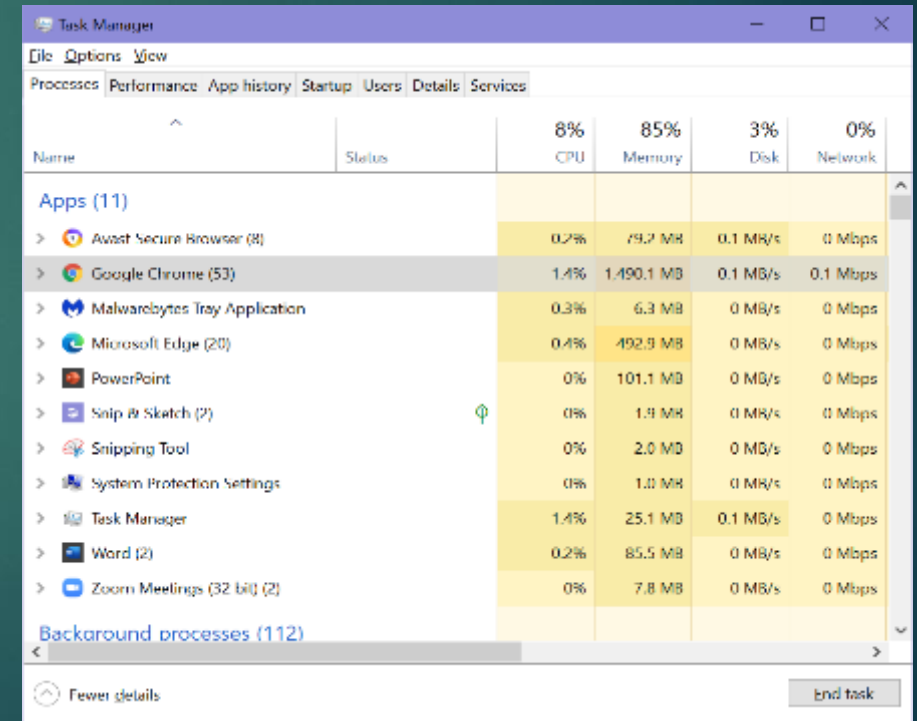 Task Manager
File Options View
Processes Performance App history Startup Users Details Services
8% 85% 3% 0%
Name Status CPU Memory Disk Network
Apps (11)
Avast Secure Browser (8) 0.2% 79.2 MB 0.1 MB/s 0 Mbps
Google Chrome (53) 1.4% 1,490.1 MB 0.1 MB/s 0.1 Mbps
Malwarebytes Tray Application 0.3% 6.3 MB 0 MB/s 0 Mbps
Microsoft Edge (20) 0.4% 492.9 MB 0 MB/s 0 Mbps
PowerPoint 0% 101.1 MB 0 MB/s 0 Mbps
Snip & Sketch (2) 0% 1.9 MB 0 MB/s 0 Mbps
Snipping Tool 0% 2.0 MB 0 MB/s 0 Mbps
System Protection Settings 0% 1.0 MB 0 MB/s 0 Mbps
Task Manager 1.4% 25.1 MB 0.1 MB/s 0 Mbps
Word (2) 0.2% 85.5 MB 0 MB/s 0 Mbps
Zoom Meetings (32 bit) (2) 0% 7.8 MB 0 MB/s 0 Mbps
Background processes (112)
Fewer details End task